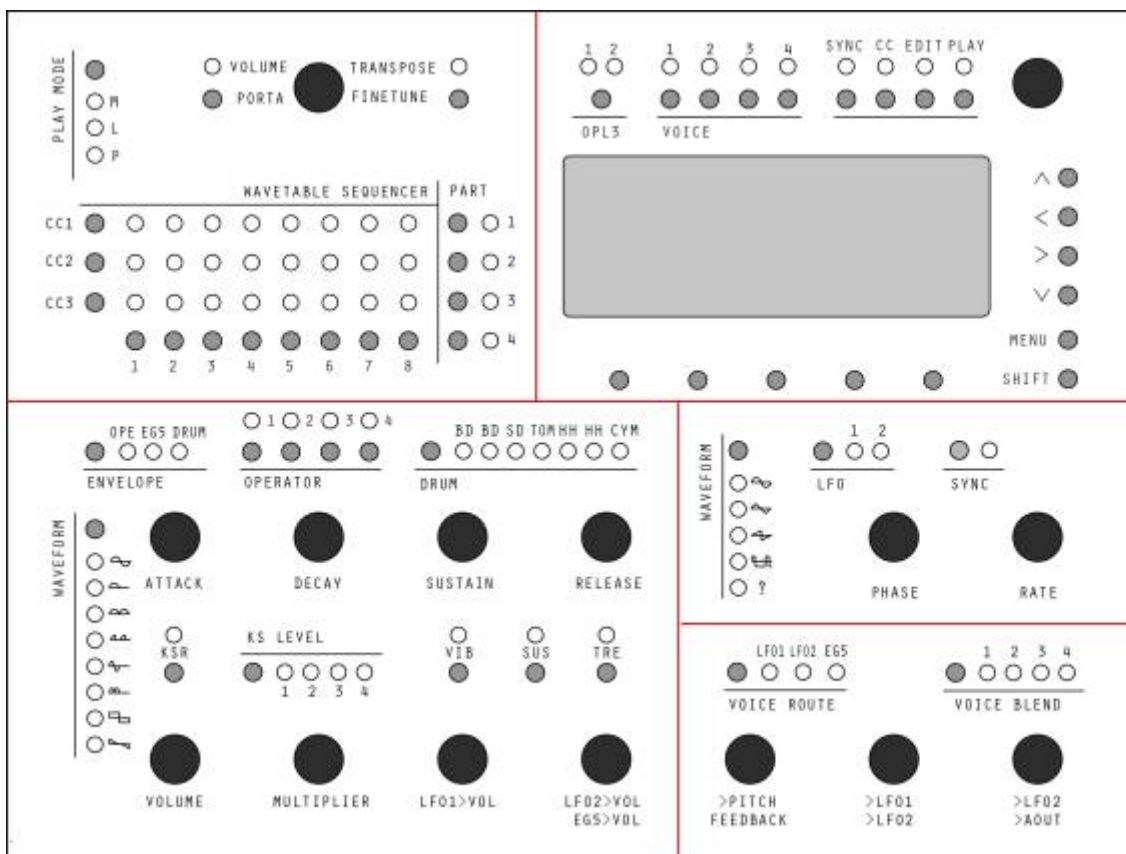 PLAY MODE
M
L
P
VOLUME
PORTA
TRANSPOSE
FINETUNE
WAVETABLE SEQUENCER
PART
CC1
CC2
CC3
1
2
3
4
1 2 3 4 5 6 7 8
1 2
OPL3
1 2 3 4
VOICE
SYNC CC EDIT PLAY
MENU
SHIFT
OPE EG5 DRUM
ENVELOPE
1 2 3 4
OPERATOR
BD BD SD TOM HH HH CYM
DRUM
WAVEFORM
ATTACK
DECAY
SUSTAIN
RELEASE
KSR
KS LEVEL
1 2 3 4
VIB
SUS
TRE
VOLUME
MULTIPLIER
LFO1>VOL
LFO2>VOL
EG5>VOL
WAVEFORM
?
1 2
LFO
SYNC
PHASE
RATE
LFO1 LFO2 EG5
VOICE ROUTE
1 2 3 4
VOICE BLEND
>PITCH
FEEDBACK
>LFO1
>LFO2
>LFO2
>AOUT